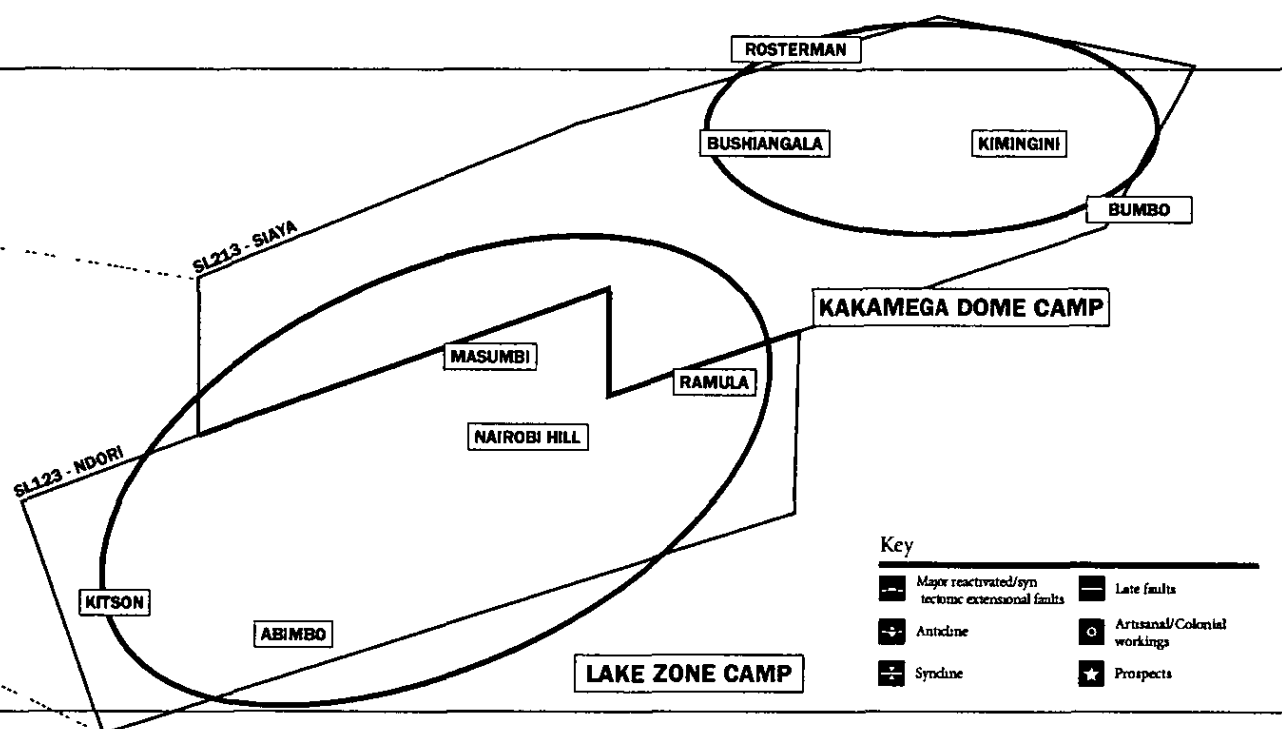 ROSTERMAN
BUSHIANGALA
KIMINGINI
BUMBO
SL213 - SIAYA
KAKAMEGA DOME CAMP
MASUMBI
RAMULA
NAIROBI HILL
SL123 - NDORI
KITSON
ABIMBO
LAKE ZONE CAMP
Key
Major reactivated/syn
tectonic extensional faults
Late faults
Anticline
Artisanal/Colonial
workings
Syncline
Prospects